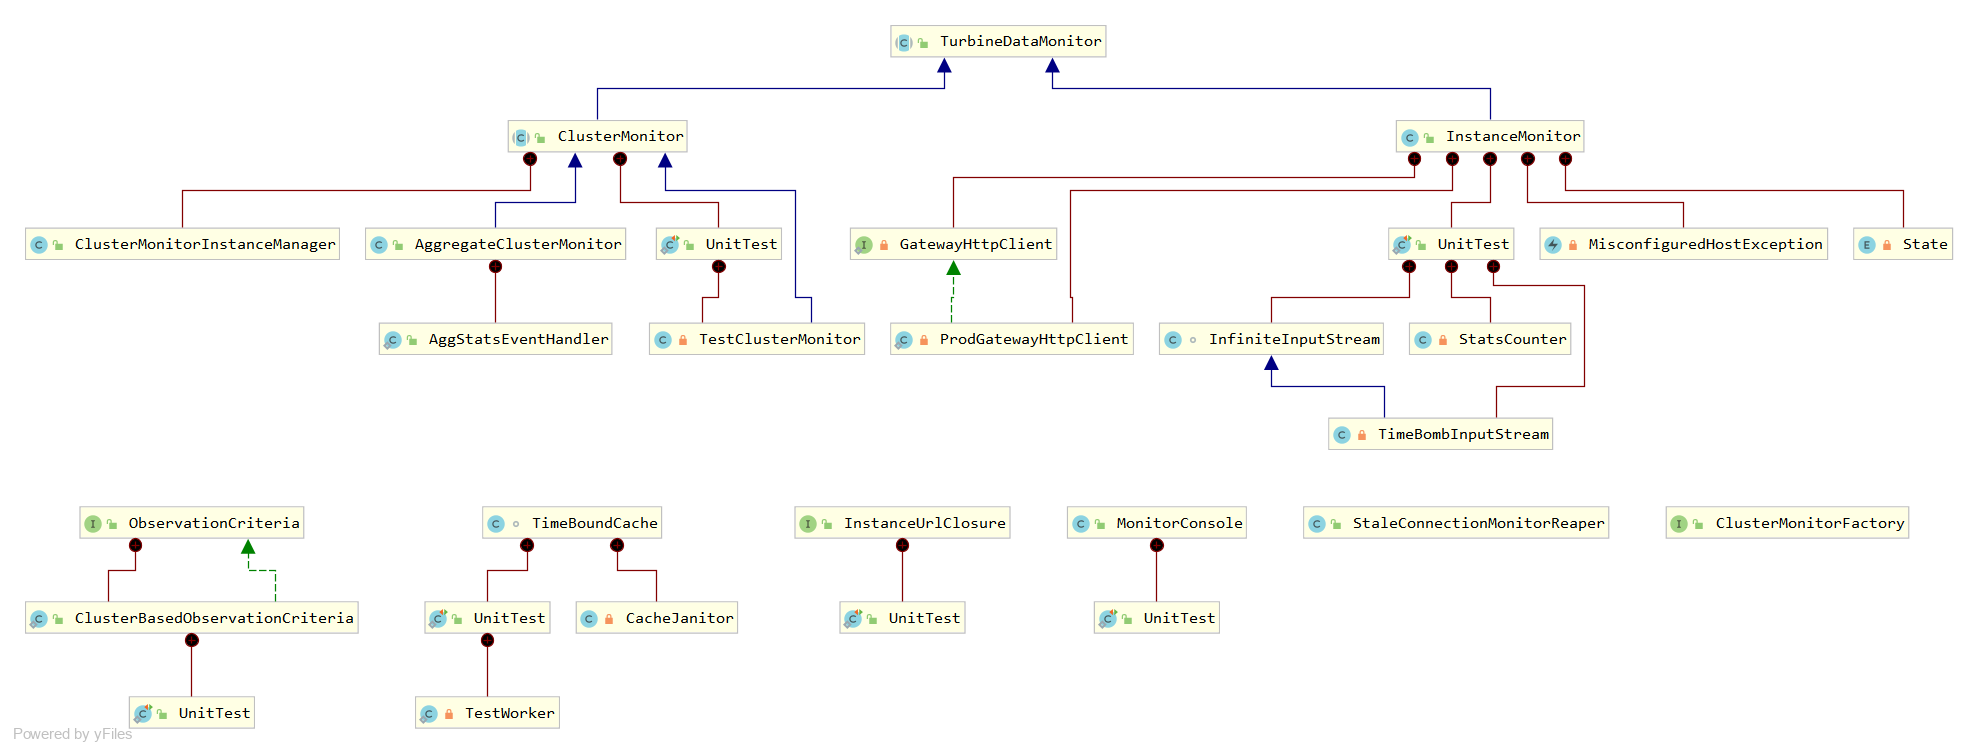 TurbineDataMonitor
ClusterMonitor
InstanceMonitor
ClusterMonitorInstanceManager
AggregateClusterMonitor
UnitTest
GatewayHttpClient
UnitTest
MisconfiguredHostException
State
AggStatsEventHandler
TestClusterMonitor
ProdGatewayHttpClient
InfiniteInputStream
StatsCounter
TimeBombInputStream
ObservationCriteria
TimeBoundCache
InstanceUrlClosure
MonitorConsole
StaleConnectionMonitorReaper
ClusterMonitorFactory
ClusterBasedObservationCriteria
UnitTest
CacheJanitor
UnitTest
UnitTest
UnitTest
TestWorker
Powered by yFiles